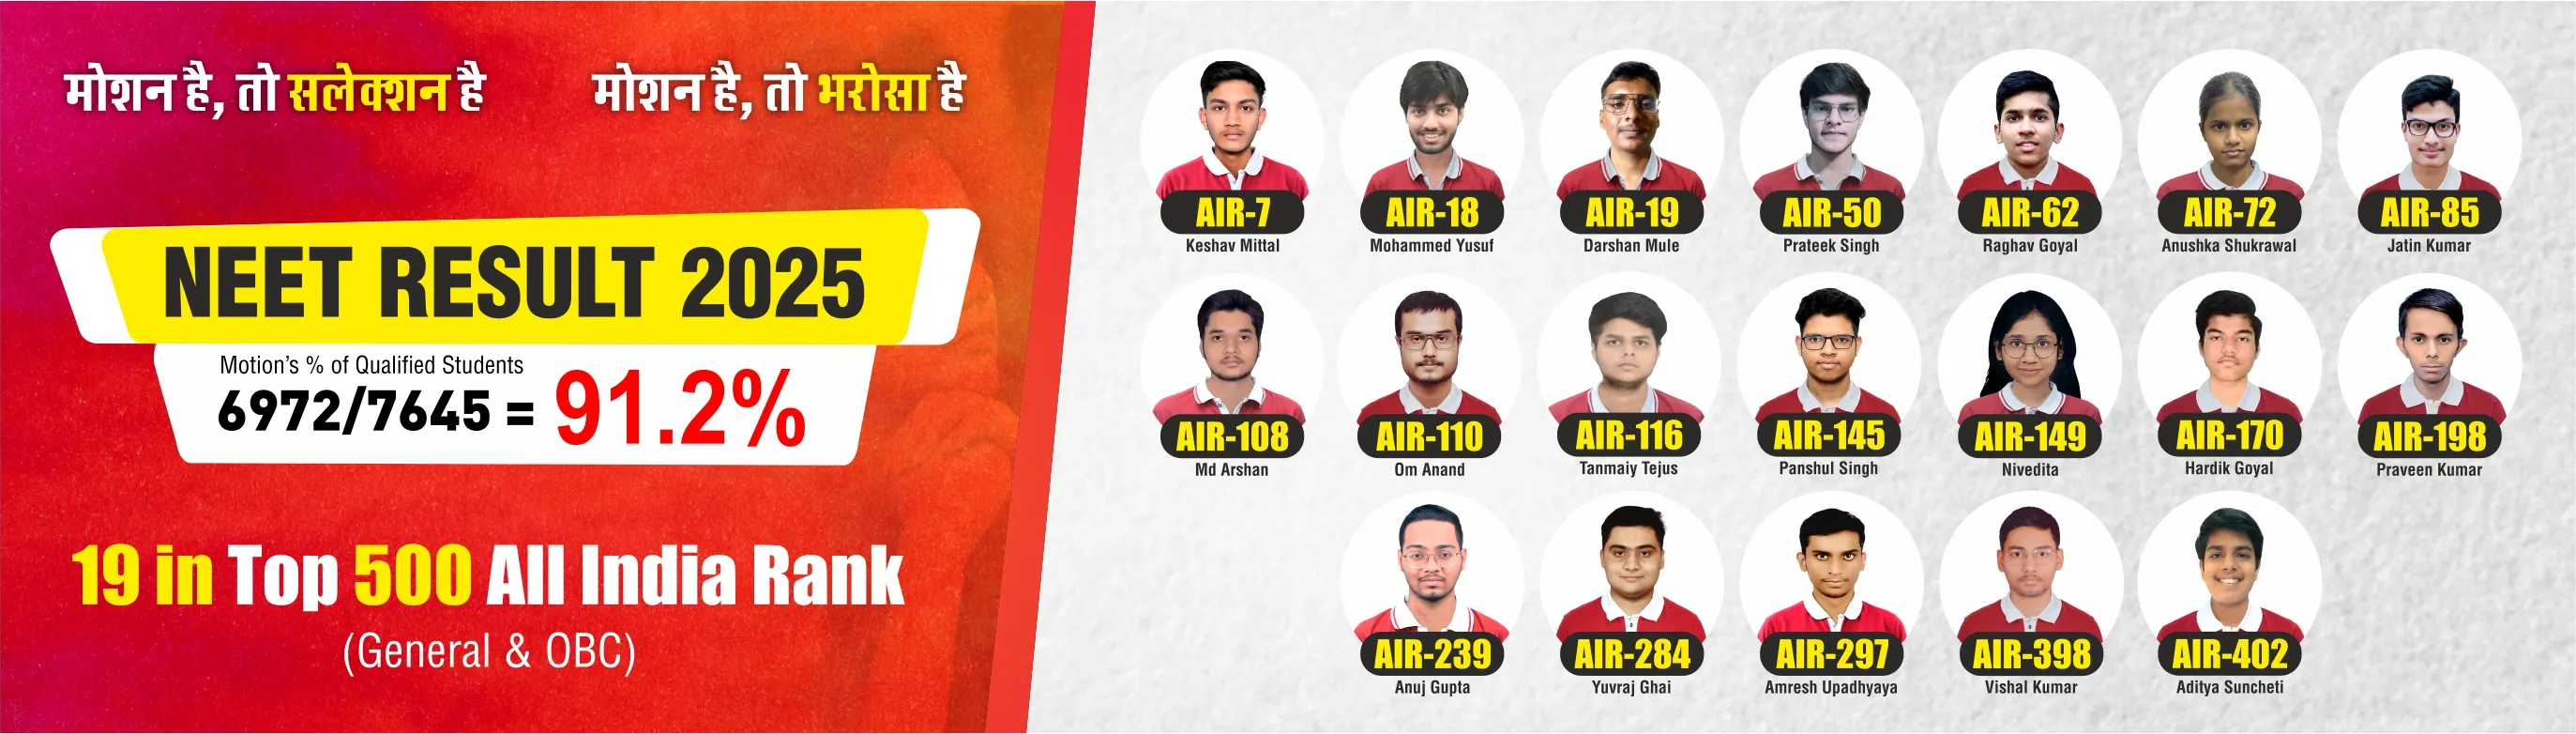 मोशन है, तो सलेक्शन है
मोशन है, तो भरोसा है
NEET RESULT 2025
Motion's % of Qualified Students
6972/7645 = 91.2%
19 in Top 500 All India Rank
(General & OBC)
AIR-7 AIR-18 AIR-19 AIR-50 AIR-62 AIR-72 AIR-85
Keshav Mittal Mohammed Yusuf Darshan Mule Prateek Singh Raghav Goyal Anushka Shukrawal Jatin Kumar
AIR-108 AIR-110 AIR-116 AIR-145 AIR-149 AIR-170 AIR-198
Md Arshan Om Anand Tanmaiy Tejus Panshul Singh Nivedita Hardik Goyal Praveen Kumar
AIR-239 AIR-284 AIR-297 AIR-398 AIR-402
Anuj Gupta Yuvraj Ghai Amresh Upadhyaya Vishal Kumar Aditya Suncheti